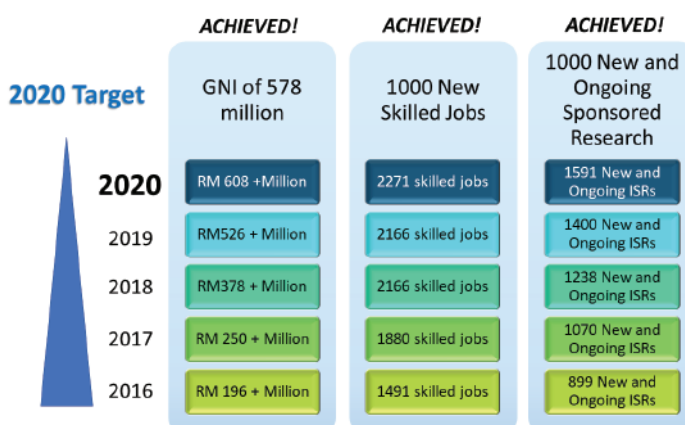 ACHIEVED!
ACHIEVED!
ACHIEVED!
2020 Target
GNI of 578
million
1000 New
Skilled Jobs
1000 New and
Ongoing
Sponsored
Research
2020
RM 608 +Million
2271 skilled jobs
1591 New and
Ongoing ISRs
2019
RM526 + Million
2166 skilled jobs
1400 New and
Ongoing ISRs
2018
RM378 + Million
2166 skilled jobs
1238 New and
Ongoing ISRs
2017
RM 250 + Million
1880 skilled jobs
1070 New and
Ongoing ISRs
2016
RM 196 + Million
1491 skilled jobs
899 New and
Ongoing ISRs